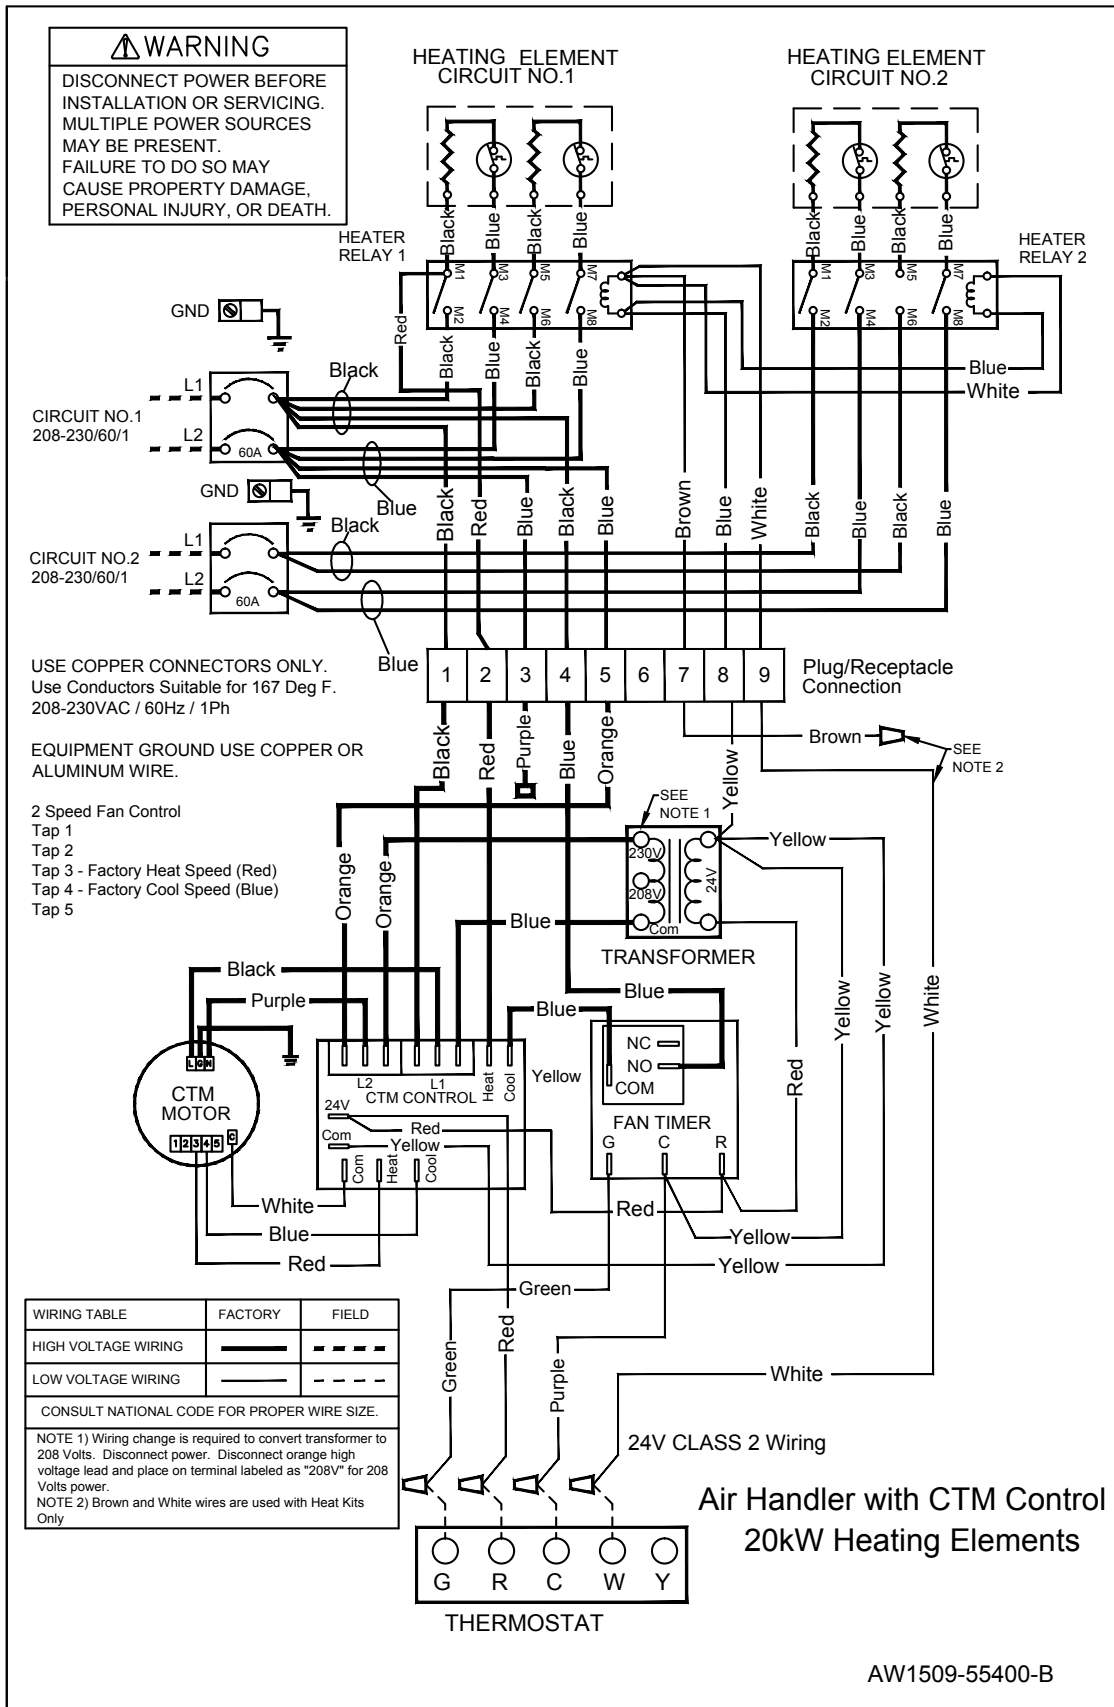 WARNING
DISCONNECT POWER BEFORE
INSTALLATION OR SERVICING.
MULTIPLE POWER SOURCES
MAY BE PRESENT.
FAILURE TO DO SO MAY
CAUSE PROPERTY DAMAGE,
PERSONAL INJURY, OR DEATH.
HEATING ELEMENT
CIRCUIT NO.1
HEATING ELEMENT
CIRCUIT NO.2
Black
Blue
Black
Blue
Black
Blue
Black
Blue
HEATER
RELAY 1
HEATER
RELAY 2
M1
M3
M5
M7
M2
M4
M6
M8
M1
M3
M5
M7
M2
M4
M6
M8
GND
Red
Black
Blue
Black
Blue
Blue
White
Black
L1
CIRCUIT NO.1
208-230/60/1
L2
60A
GND
Blue
Black
L1
CIRCUIT NO.2
208-230/60/1
L2
60A
Blue
Black
Red
Blue
Black
Blue
Brown
Blue
White
Black
Blue
Black
Blue
1
2
3
4
5
6
7
8
9
Plug/Receptacle
Connection
USE COPPER CONNECTORS ONLY.
Use Conductors Suitable for 167 Deg F.
208-230VAC / 60Hz / 1Ph
EQUIPMENT GROUND USE COPPER OR
ALUMINUM WIRE.
2 Speed Fan Control
Tap 1
Tap 2
Tap 3 - Factory Heat Speed (Red)
Tap 4 - Factory Cool Speed (Blue)
Tap 5
Black
Red
Purple
Blue
Orange
Yellow
Brown
SEE
NOTE 2
SEE
NOTE 1
230V
208V
Com
24V
TRANSFORMER
Yellow
Orange
Orange
Blue
Black
Purple
Blue
Blue
Yellow
Yellow
White
Red
L G N
CTM
MOTOR
1 2 3 4 5
C
L2
L1
Heat
Cool
CTM CONTROL
24V
Com
Red
Yellow
Com
Heat
Cool
Yellow
NC
NO
COM
FAN TIMER
G
C
R
White
Blue
Red
Red
Yellow
Yellow
Green
Green
Red
Purple
White
WIRING TABLE
FACTORY
FIELD
HIGH VOLTAGE WIRING
LOW VOLTAGE WIRING
CONSULT NATIONAL CODE FOR PROPER WIRE SIZE.
NOTE 1) Wiring change is required to convert transformer to
208 Volts. Disconnect power. Disconnect orange high
voltage lead and place on terminal labeled as "208V" for 208
Volts power.
NOTE 2) Brown and White wires are used with Heat Kits
Only
24V CLASS 2 Wiring
Air Handler with CTM Control
20kW Heating Elements
G
R
C
W
Y
THERMOSTAT
AW1509-55400-B